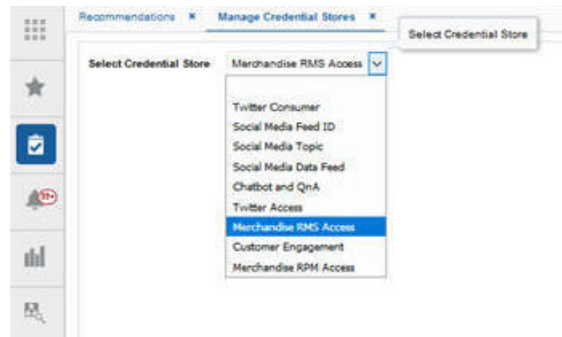 Recommendations × Manage Credential Stores ×
Select Credential Store
Select Credential Store Merchandise RMS Access
Twitter Consumer
Social Media Feed ID
Social Media Topic
Social Media Data Feed
Chatbot and QnA
Twitter Access
Merchandise RMS Access
Customer Engagement
Merchandise RPM Access
99+